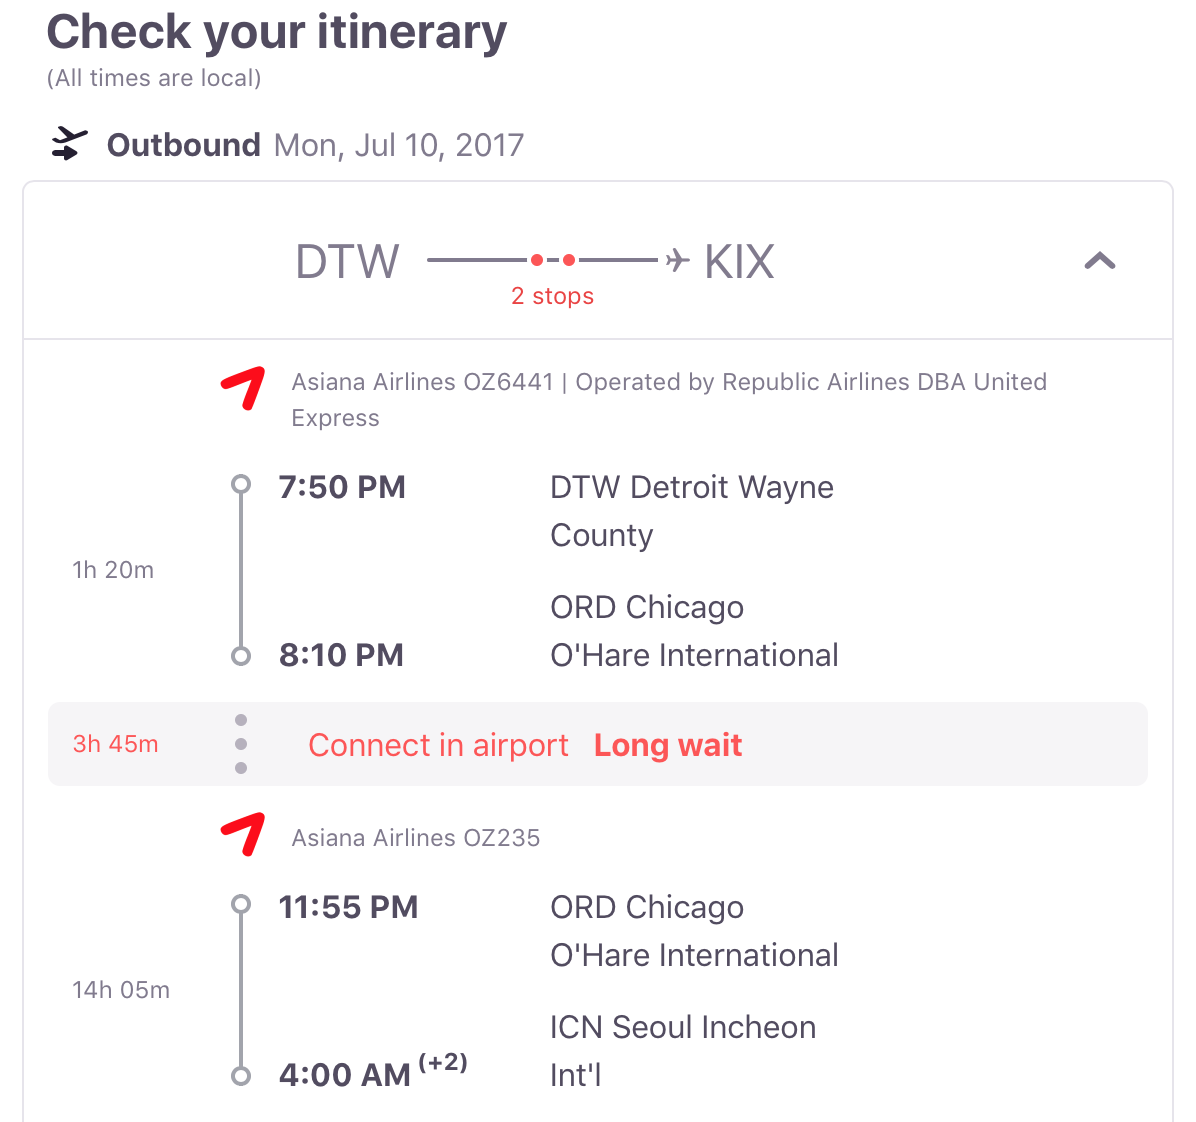 Check your itinerary
(All times are local)
Outbound Mon, Jul 10, 2017
DTW KIX
2 stops
Asiana Airlines OZ6441 | Operated by Republic Airlines DBA United
Express
7:50 PM DTW Detroit Wayne
County
1h 20m
ORD Chicago
8:10 PM O'Hare International
3h 45m Connect in airport Long wait
Asiana Airlines OZ235
11:55 PM ORD Chicago
O'Hare International
14h 05m
ICN Seoul Incheon
4:00 AM (+2) Int'l